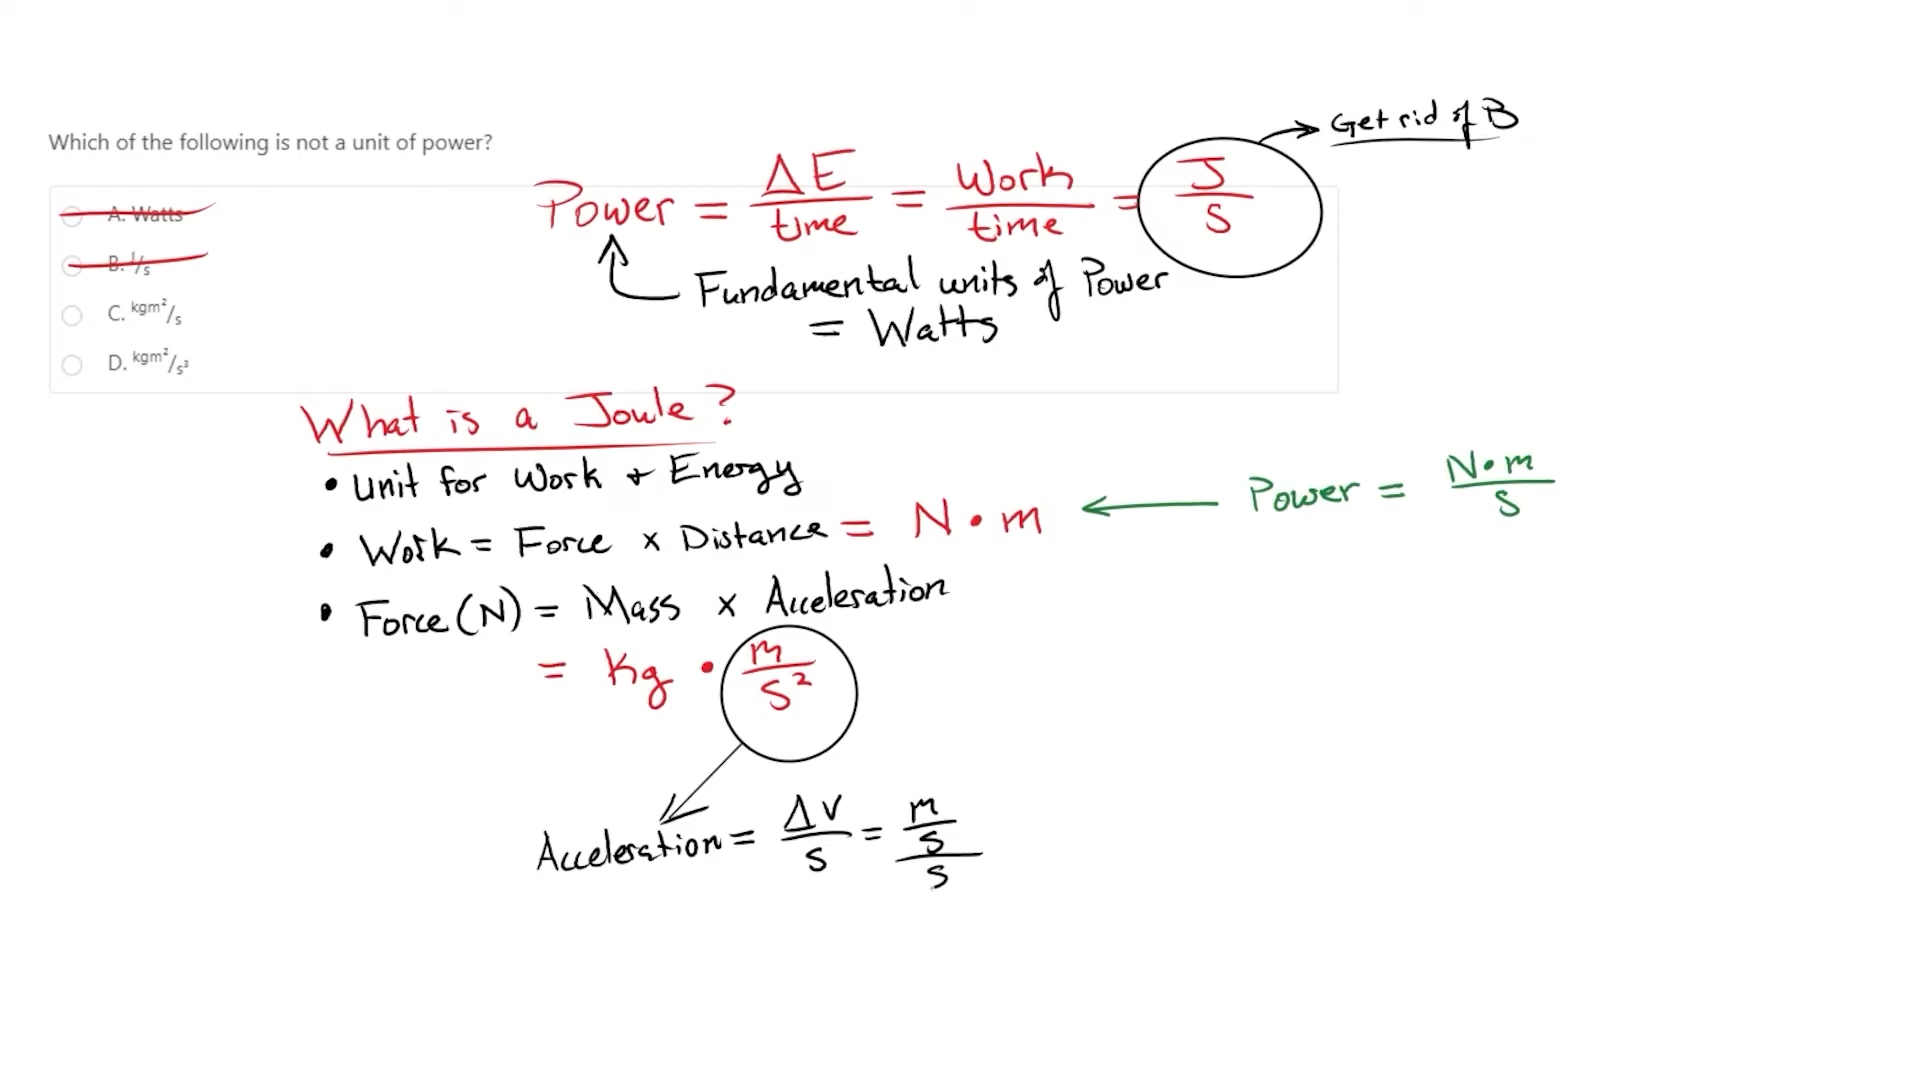 Get rid of B
Which of the following is not a unit of power?
Power = ΔE/time = Work/time = J/s
A. Watts
B. J/s
C. kgm²/s
D. kgm²/s³
Fundamental units of Power
= Watts
What is a Joule?
• Unit for Work + Energy
• Work = Force x Distance = N • m
Power = N•m/s
• Force (N) = Mass x Acceleration
= kg • m/s²
Acceleration = ΔV/s = m/s/s